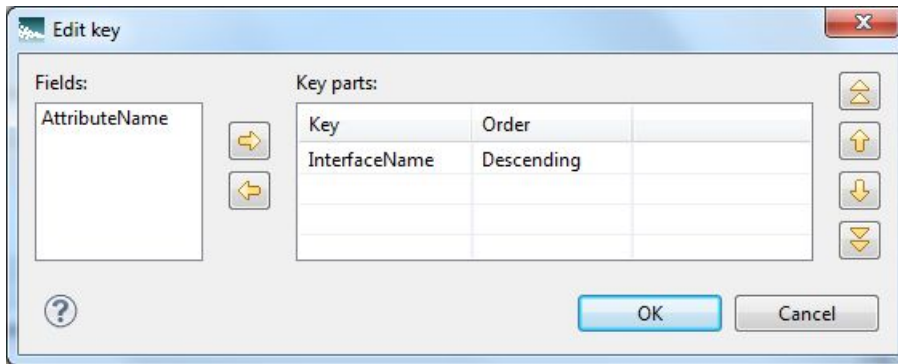 Edit key
Fields:
Key parts:
AttributeName
Key Order
InterfaceName Descending
OK Cancel